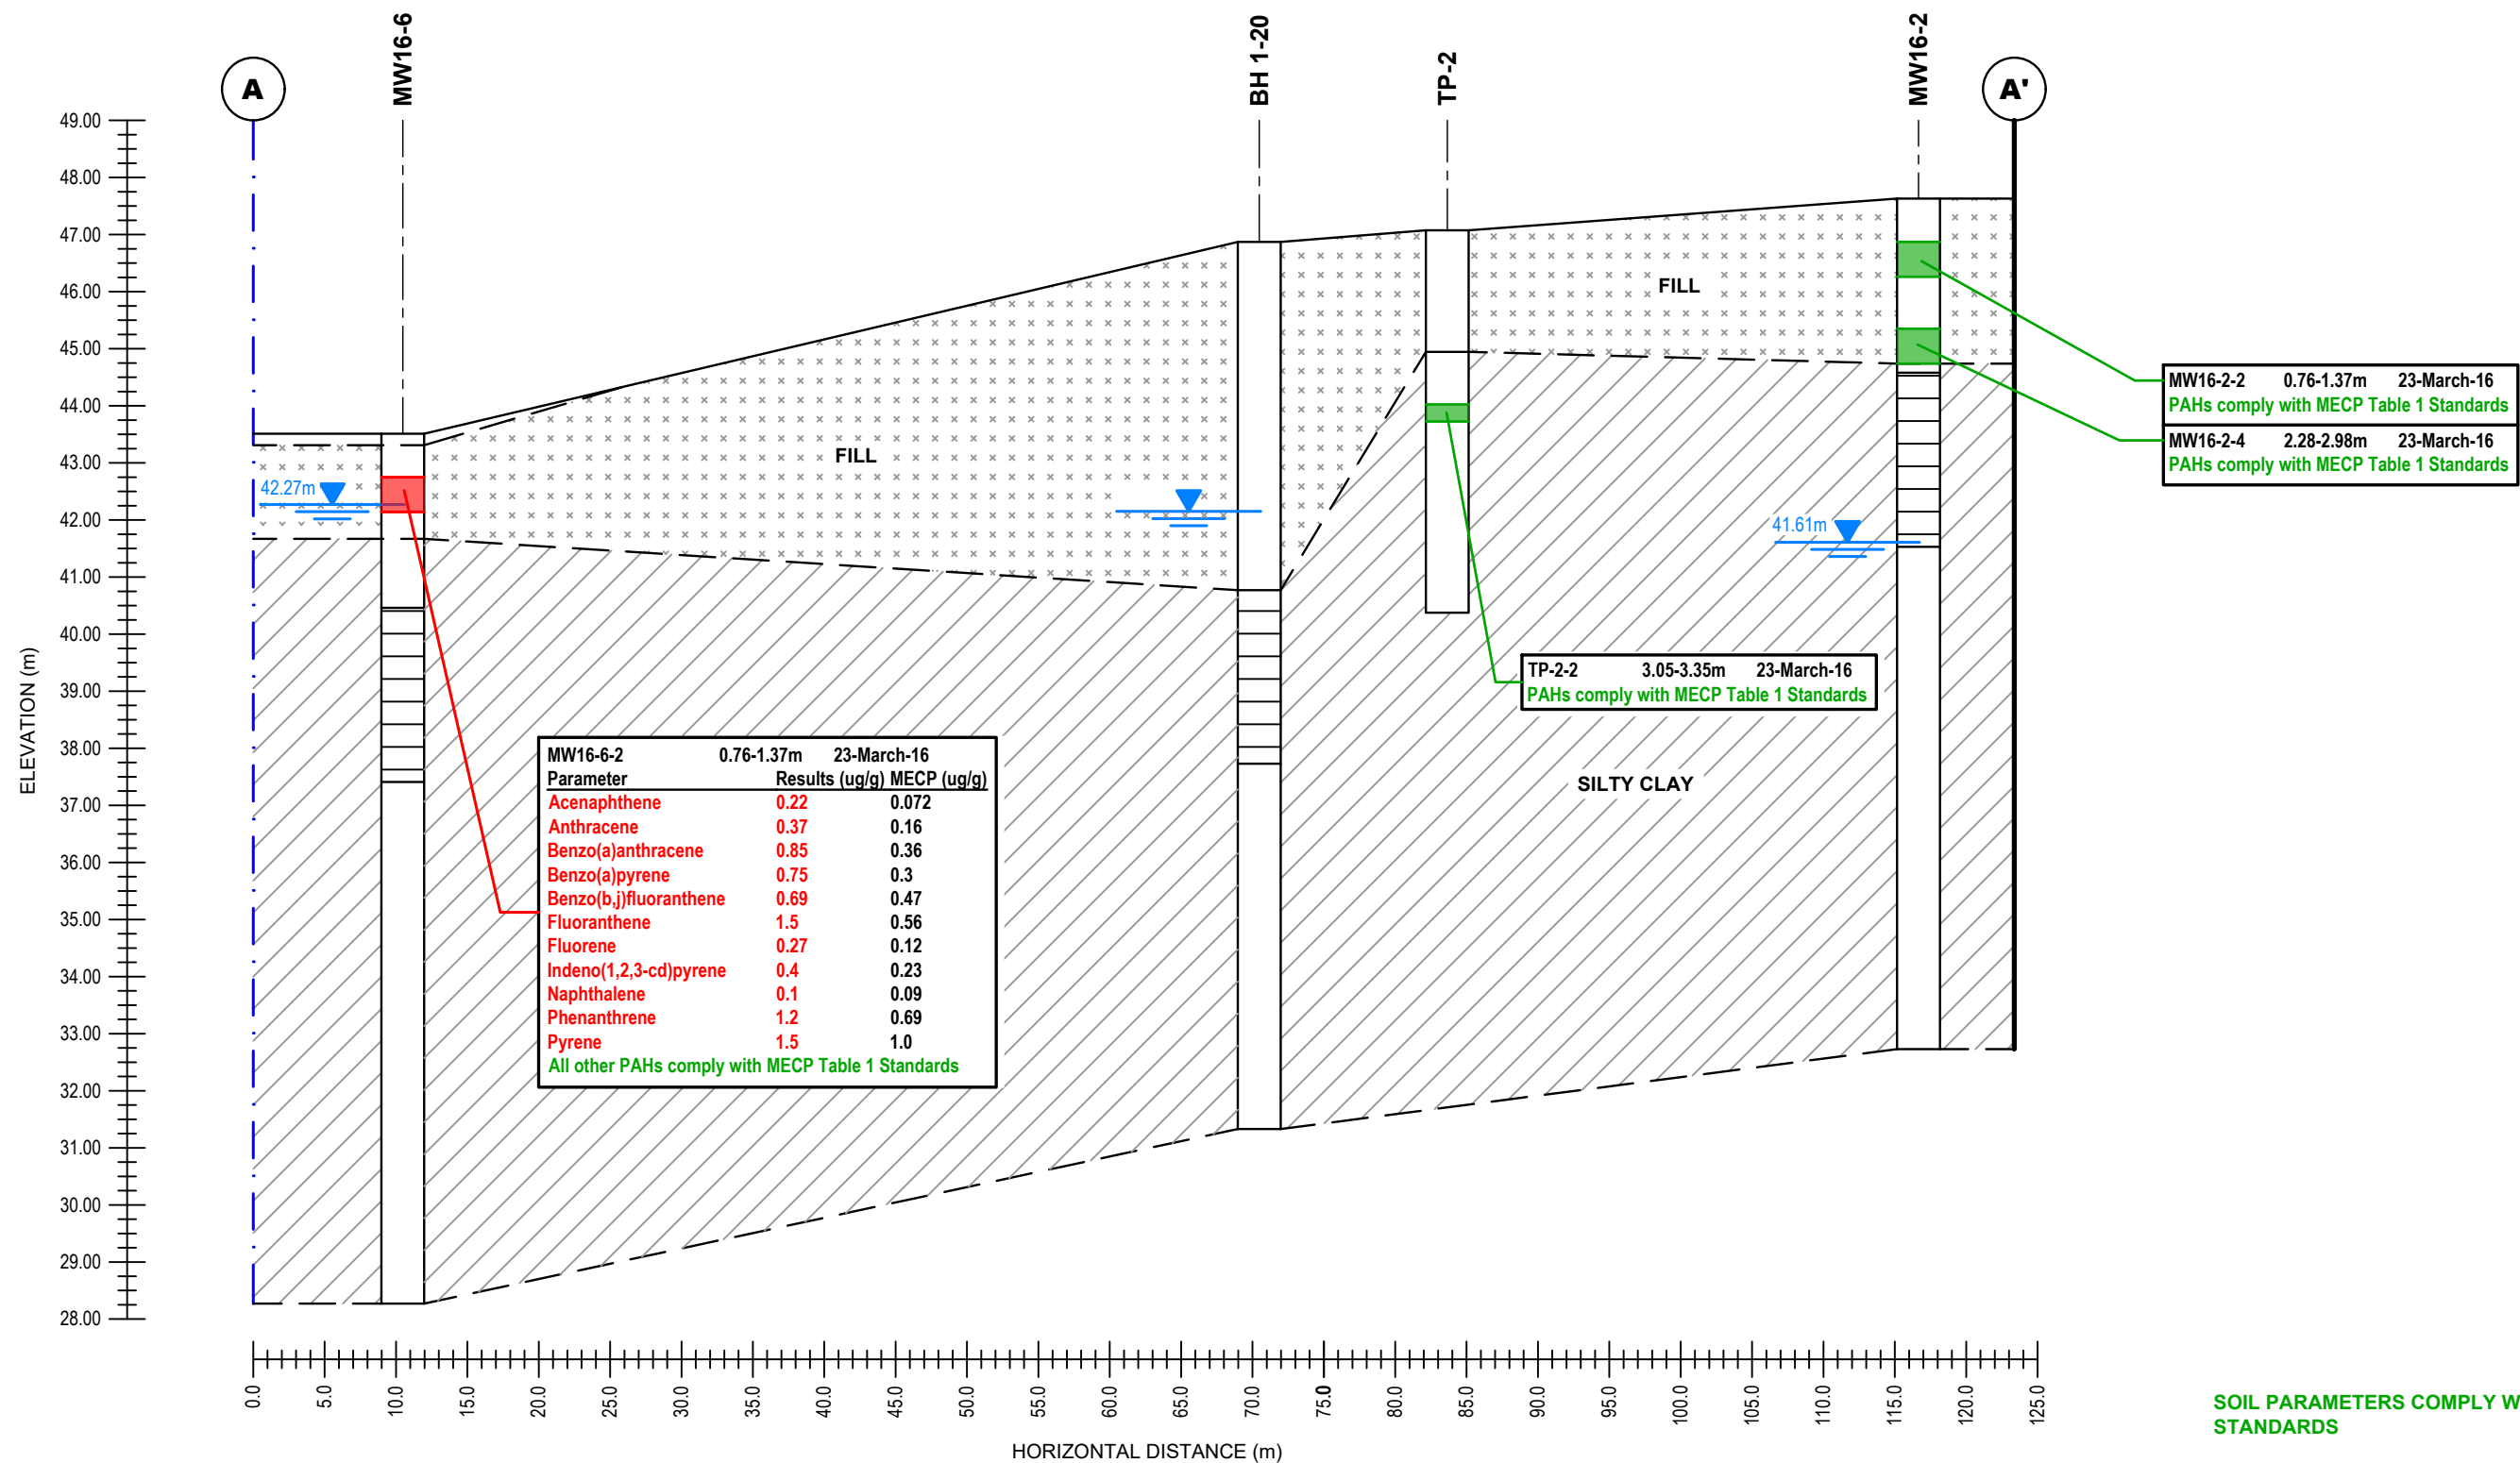 MW16-6
BH 1-20
TP-2
MW16-2
A
A'
49.00
48.00
47.00
46.00
45.00
44.00
43.00
42.00
41.00
40.00
39.00
38.00
37.00
36.00
35.00
34.00
33.00
32.00
31.00
30.00
29.00
28.00
ELEVATION (m)
FILL
FILL
42.27m
41.61m
SILTY CLAY
MW16-2-2 0.76-1.37m 23-March-16
PAHs comply with MECP Table 1 Standards
MW16-2-4 2.28-2.98m 23-March-16
PAHs comply with MECP Table 1 Standards
TP-2-2 3.05-3.35m 23-March-16
PAHs comply with MECP Table 1 Standards
MW16-6-2 0.76-1.37m 23-March-16
Parameter Results (ug/g) MECP (ug/g)
Acenaphthene 0.22 0.072
Anthracene 0.37 0.16
Benzo(a)anthracene 0.85 0.36
Benzo(a)pyrene 0.75 0.3
Benzo(b,j)fluoranthene 0.69 0.47
Fluoranthene 1.5 0.56
Fluorene 0.27 0.12
Indeno(1,2,3-cd)pyrene 0.4 0.23
Naphthalene 0.1 0.09
Phenanthrene 1.2 0.69
Pyrene 1.5 1.0
All other PAHs comply with MECP Table 1 Standards
0.0
5.0
10.0
15.0
20.0
25.0
30.0
35.0
40.0
45.0
50.0
55.0
60.0
65.0
70.0
75.0
80.0
85.0
90.0
95.0
100.0
105.0
110.0
115.0
120.0
125.0
HORIZONTAL DISTANCE (m)
SOIL PARAMETERS COMPLY W
STANDARDS